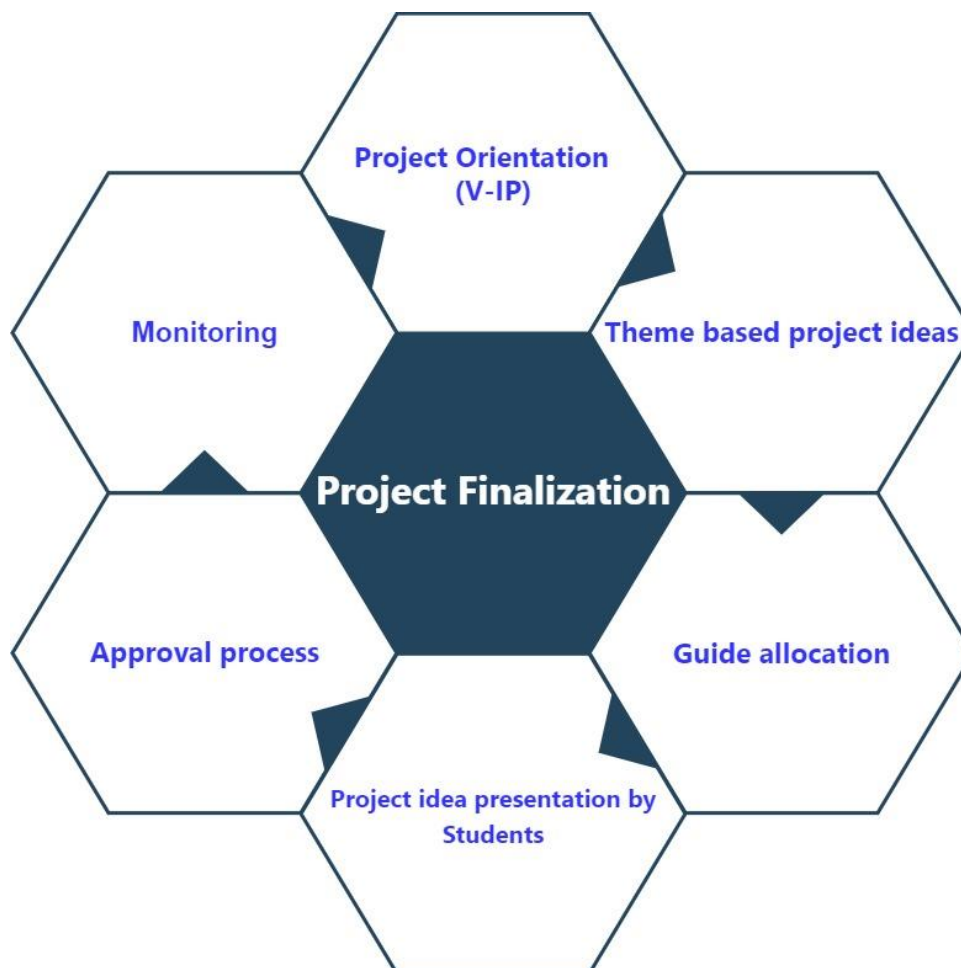 Project Orientation
(V-IP)
Theme based project ideas
Guide allocation
Project idea presentation by
Students
Approval process
Monitoring
Project Finalization